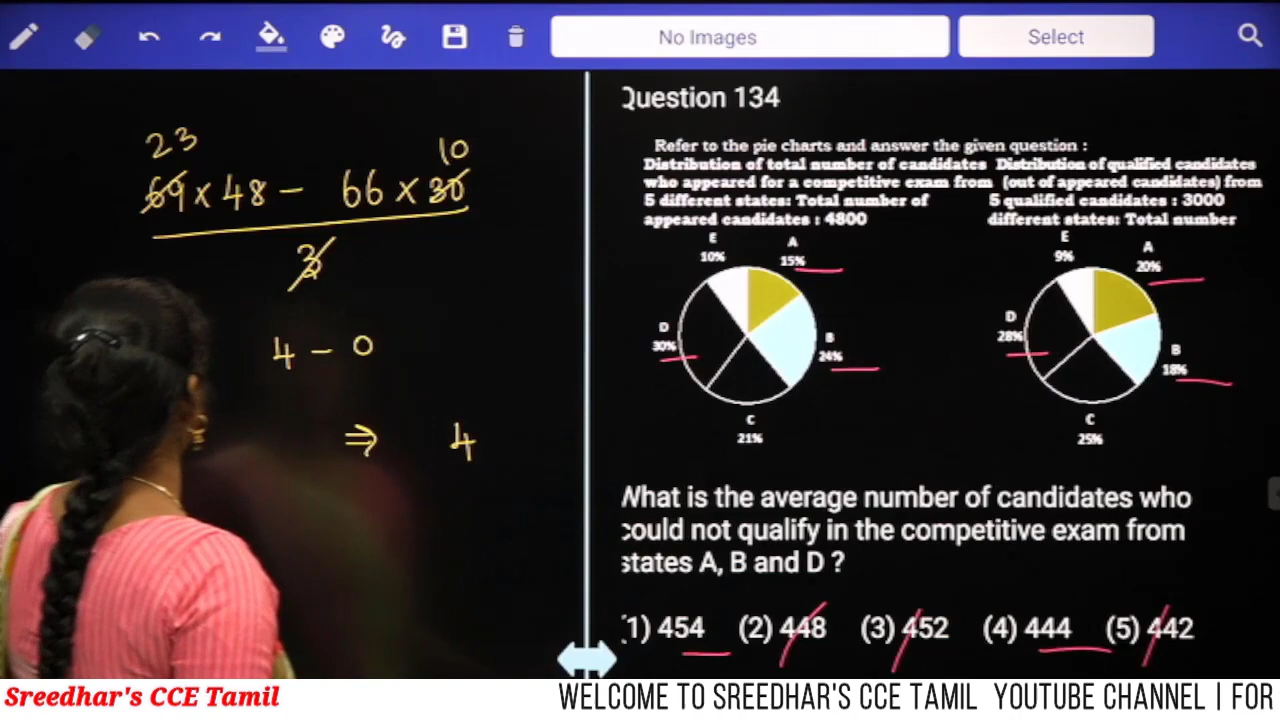 No Images
Select
23
10
69 × 48 – 66 × 30
3
4 – 0
⇒ 4
Question 134
Refer to the pie charts and answer the given question :
Distribution of total number of candidates
who appeared for a competitive exam from
5 different states: Total number of
appeared candidates : 4800
E
10%
A
15%
D
30%
B
24%
C
21%
Distribution of qualified candidates
(out of appeared candidates) from
5 qualified candidates : 3000
different states: Total number
E
9%
A
20%
D
28%
B
18%
C
25%
What is the average number of candidates who
could not qualify in the competitive exam from
states A, B and D ?
(1) 454 (2) 448 (3) 452 (4) 444 (5) 442
Sreedhar's CCE Tamil
WELCOME TO SREEDHAR'S CCE TAMIL YOUTUBE CHANNEL | FOR